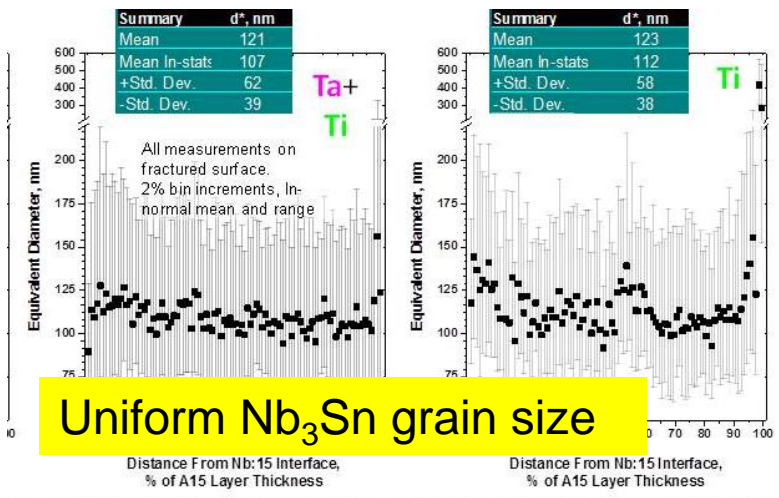 Summary d*, nm
Mean 121
Mean ln-stats 107
+Std. Dev. 62
-Std. Dev. 39
Summary d*, nm
Mean 123
Mean ln-stats 112
+Std. Dev. 58
-Std. Dev. 38
600
500
400
300
200
175
150
125
100
75
Equivalent Diameter, nm
Ta+
Ti
All measurements on
fractured surface.
2% bin increments, ln-
normal mean and range
600
500
400
300
200
175
150
125
100
75
Equivalent Diameter, nm
Ti
Uniform Nb₃Sn grain size
00
0 70 80 90 100
Distance From Nb:15 Interface,
% of A15 Layer Thickness
Distance From Nb:15 Interface,
% of A15 Layer Thickness